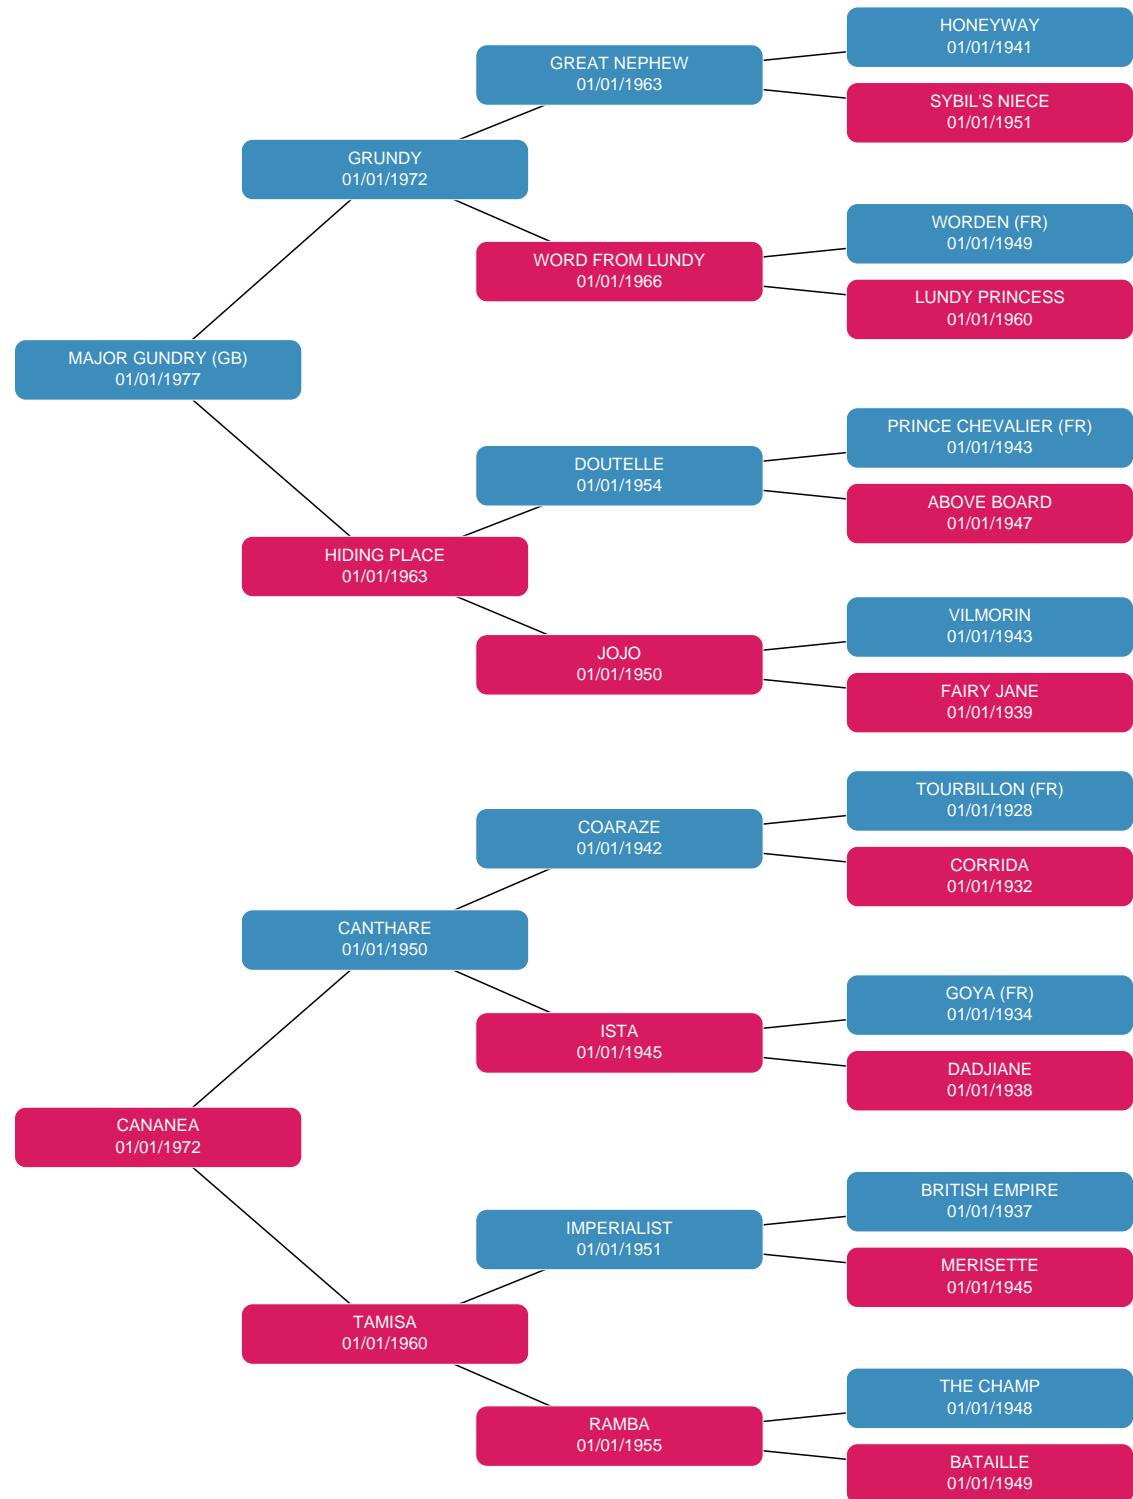 HONEYWAY
01/01/1941
GREAT NEPHEW
01/01/1963
SYBIL'S NIECE
01/01/1951
GRUNDY
01/01/1972
WORDEN (FR)
01/01/1949
WORD FROM LUNDY
01/01/1966
LUNDY PRINCESS
01/01/1960
MAJOR GUNDRY (GB)
01/01/1977
PRINCE CHEVALIER (FR)
01/01/1943
DOUTELLE
01/01/1954
ABOVE BOARD
01/01/1947
HIDING PLACE
01/01/1963
VILMORIN
01/01/1943
JOJO
01/01/1950
FAIRY JANE
01/01/1939
TOURBILLON (FR)
01/01/1928
COARAZE
01/01/1942
CORRIDA
01/01/1932
CANTHARE
01/01/1950
GOYA (FR)
01/01/1934
ISTA
01/01/1945
DADJIANE
01/01/1938
CANANEA
01/01/1972
BRITISH EMPIRE
01/01/1937
IMPERIALIST
01/01/1951
MERISETTE
01/01/1945
TAMISA
01/01/1960
THE CHAMP
01/01/1948
RAMBA
01/01/1955
BATAILLE
01/01/1949